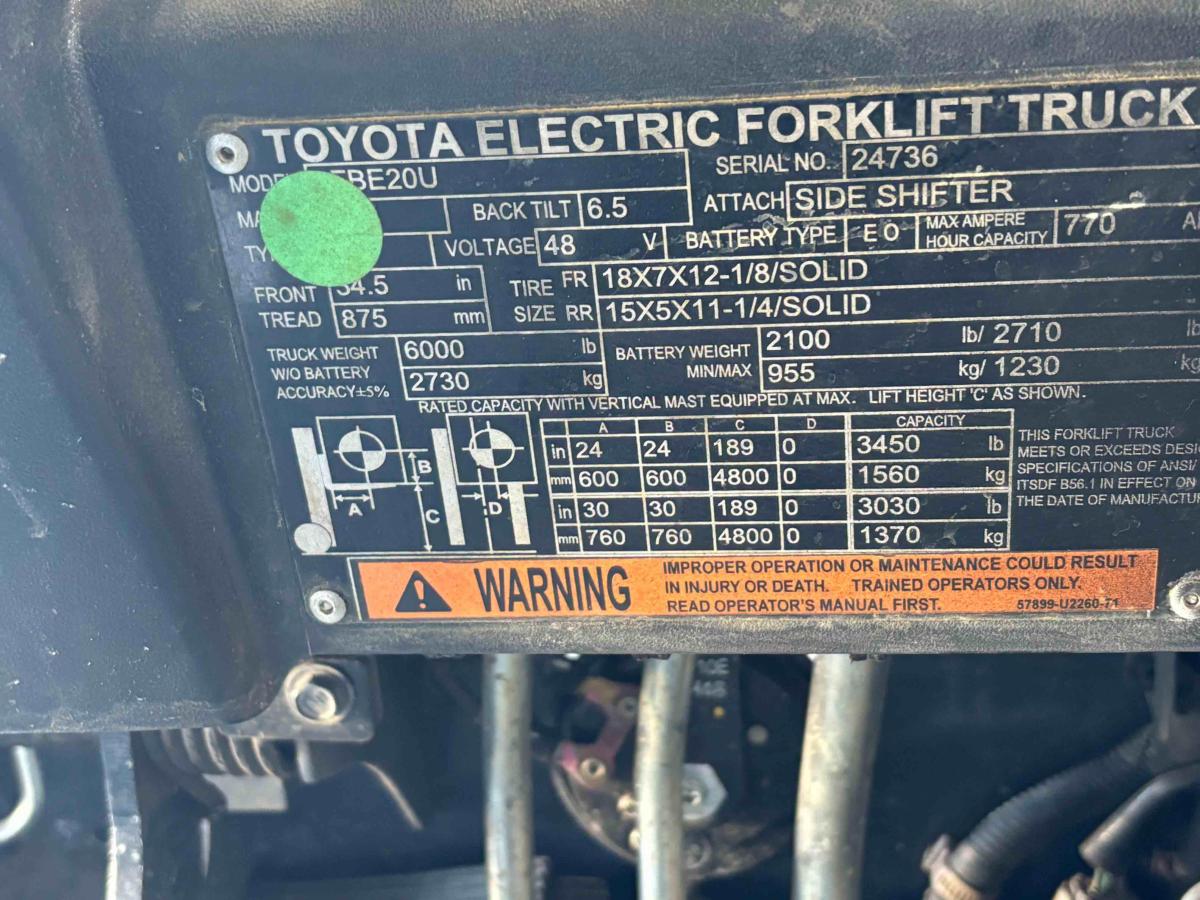 TOYOTA ELECTRIC FORKLIFT TRUCK
MODEL BE20U SERIAL NO. 24736
BACK TILT 6.5 ATTACH SIDE SHIFTER
VOLTAGE 48 V BATTERY TYPE E O MAX AMPERE HOUR CAPACITY 770
FRONT TREAD 34.5 in TIRE SIZE FR 18X7X12-1/8/SOLID
875 mm RR 15X5X11-1/4/SOLID
TRUCK WEIGHT W/O BATTERY ACCURACY±5% 6000 lb BATTERY WEIGHT MIN/MAX 2100 lb/ 2710
2730 kg 955 kg/ 1230 kg
RATED CAPACITY WITH VERTICAL MAST EQUIPPED AT MAX. LIFT HEIGHT 'C' AS SHOWN.
A B C D CAPACITY
in 24 24 189 0 3450 lb
mm 600 600 4800 0 1560 kg
in 30 30 189 0 3030 lb
mm 760 760 4800 0 1370 kg
A B C D
THIS FORKLIFT TRUCK
MEETS OR EXCEEDS
SPECIFICATIONS OF ANSI/
ITSDF B56.1 IN EFFECT ON
THE DATE OF
WARNING
IMPROPER OPERATION OR MAINTENANCE COULD RESULT
IN INJURY OR DEATH. TRAINED OPERATORS ONLY.
READ OPERATOR'S MANUAL FIRST. 57899-U2260-71